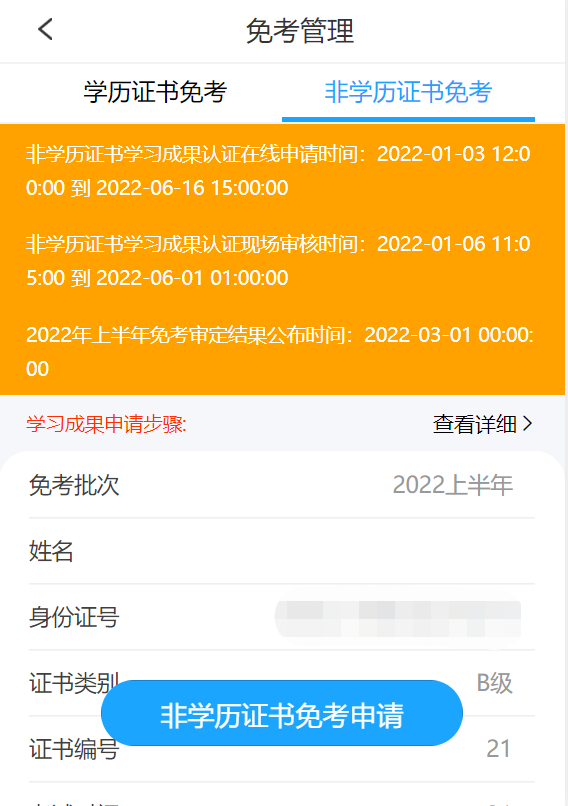 免考管理
学历证书免考 非学历证书免考
非学历证书学习成果认证在线申请时间：2022-01-03 12:0
0:00 到 2022-06-16 15:00:00
非学历证书学习成果认证现场审核时间：2022-01-06 11:0
5:00 到 2022-06-01 01:00:00
2022年上半年免考审定结果公布时间：2022-03-01 00:00:
00
学习成果申请步骤: 查看详细
免考批次 2022上半年
姓名
身份证号
证书类别 B级
非学历证书免考申请
证书编号 21